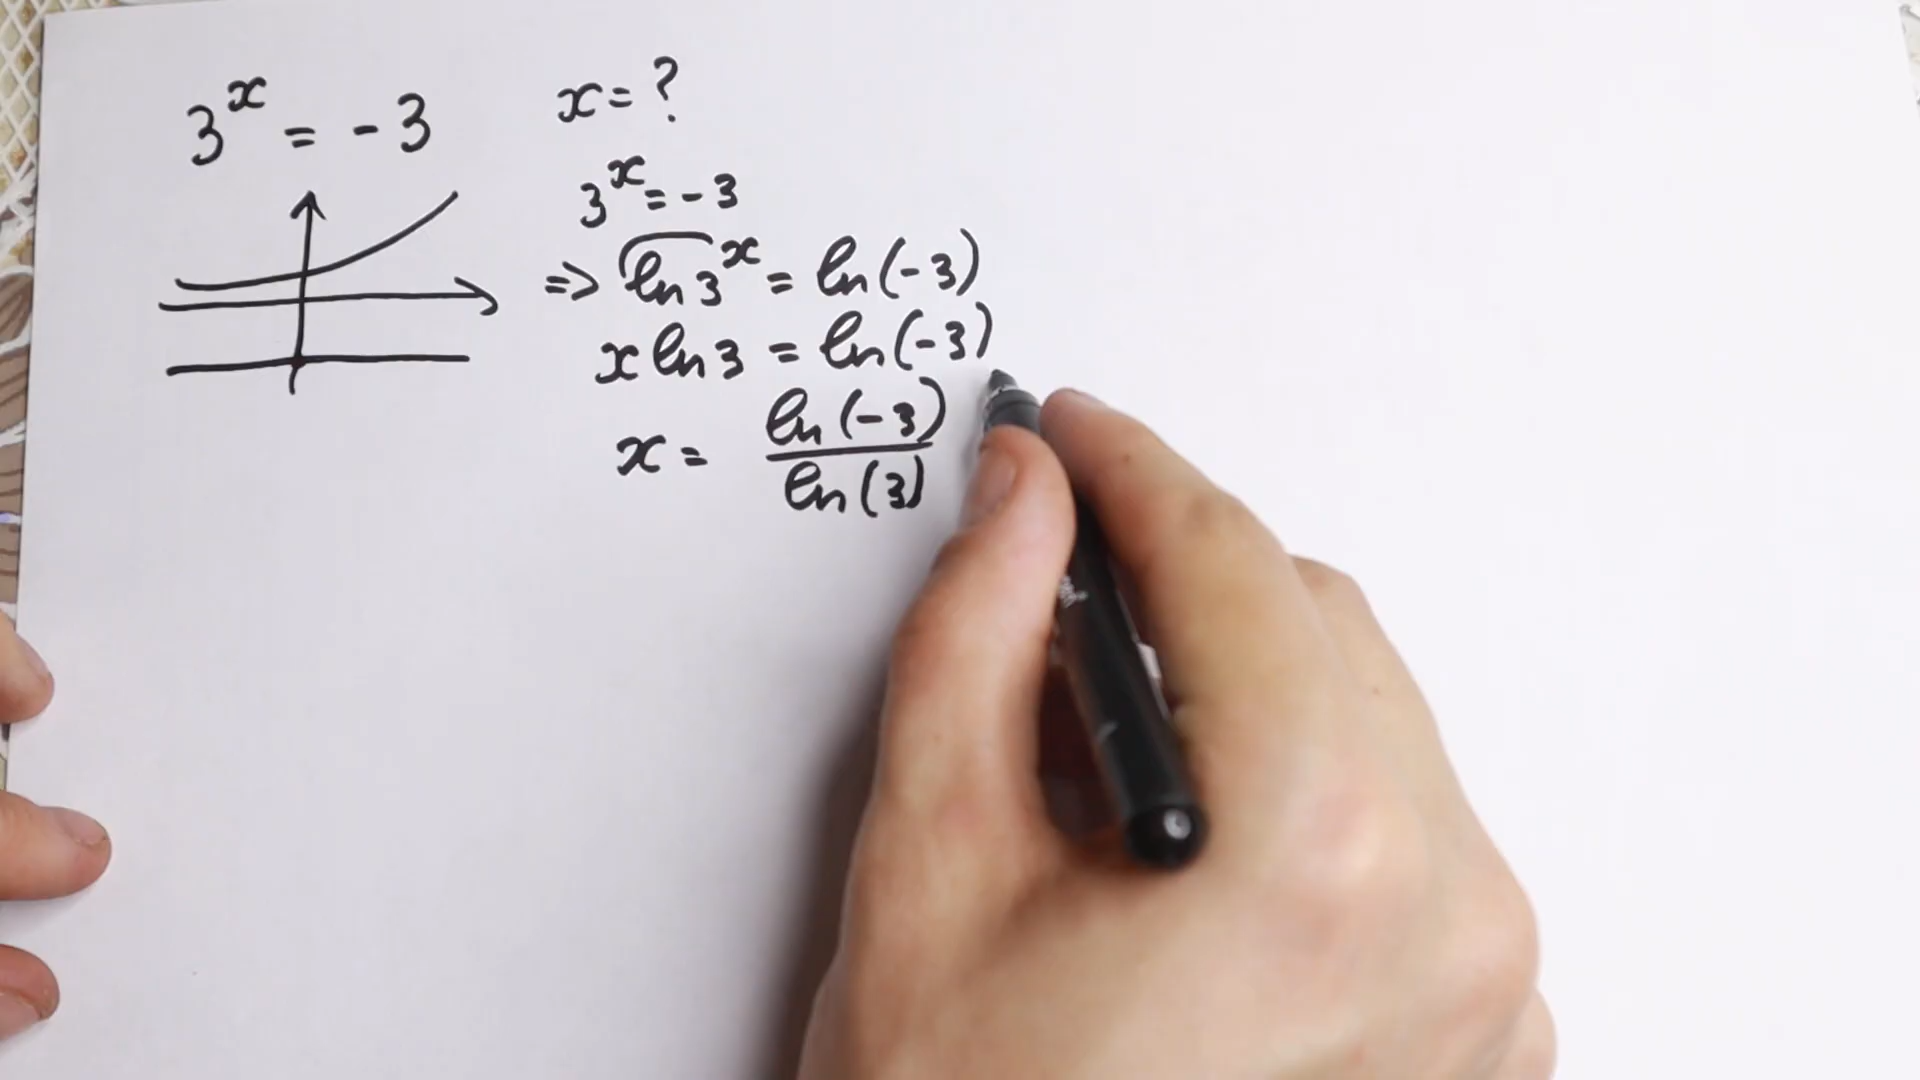 3^x = -3
x = ?
3^x = -3
=> ln 3^x = ln(-3)
x ln 3 = ln(-3)
x = ln(-3) / ln(3)